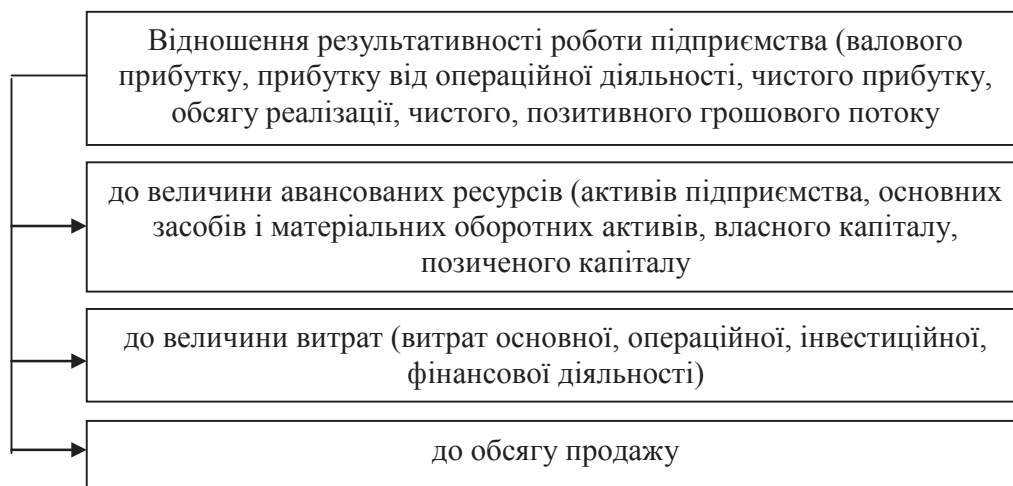 Відношення результативності роботи підприємства (валового
прибутку, прибутку від операційної діяльності, чистого прибутку,
обсягу реалізації, чистого, позитивного грошового потоку
до величини авансованих ресурсів (активів підприємства, основних
засобів і матеріальних оборотних активів, власного капіталу,
позиченого капіталу
до величини витрат (витрат основної, операційної, інвестиційної,
фінансової діяльності)
до обсягу продажу